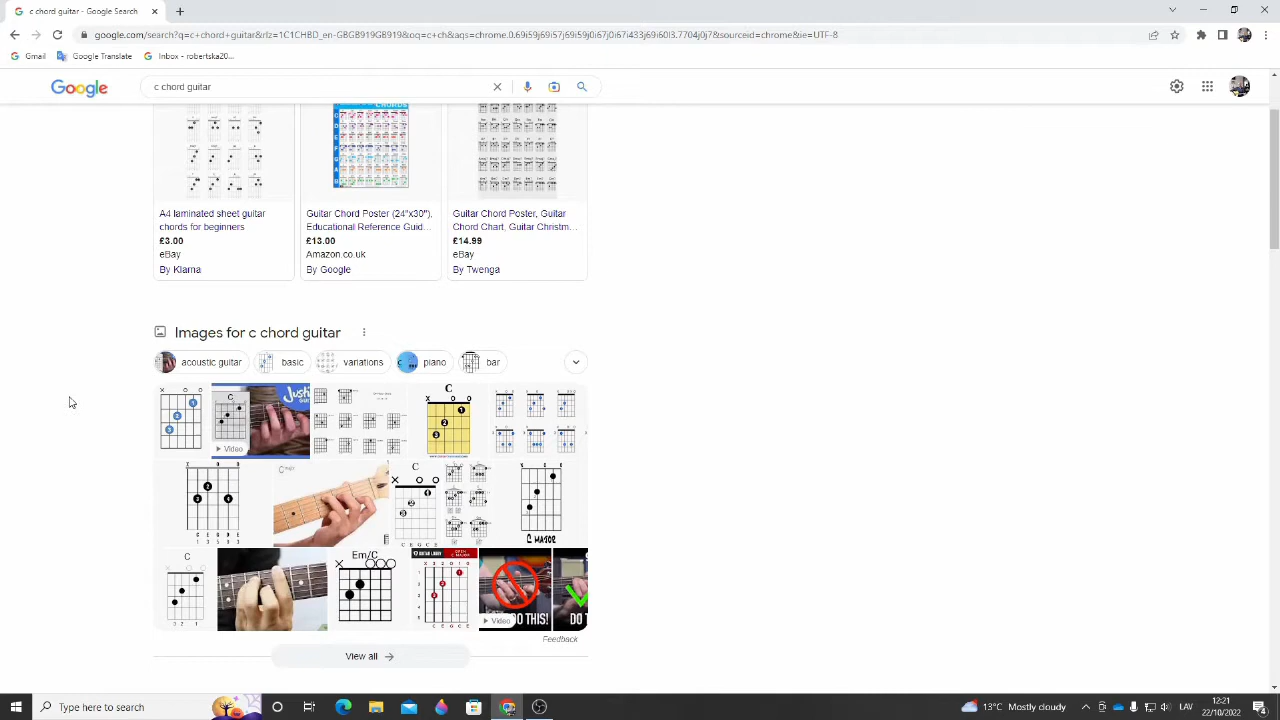 c chord guitar - Google Search
google.com/search?q=c+chord+guitar&rlz=1C1CHBD_en-GBGB919GB919&oq=c+ch&aqs=chrome.0.69i59j69i57j69i59j0i67j0i67i433j69i60l3.7704j0j7&sourceid=chrome&ie=UTF-8
Gmail Google Translate Inbox - robertska20...
Google c chord guitar
CHORDS
A4 laminated sheet guitar
chords for beginners
£3.00
eBay
By Klarna
Guitar Chord Poster (24"x30"),
Educational Reference Guid...
£13.00
Amazon.co.uk
By Google
Guitar Chord Poster, Guitar
Chord Chart, Guitar Christm...
£14.99
eBay
By Twenga
Images for c chord guitar
acoustic guitar basic variations piano bar
Video
C
C
C
C MAJOR
C
Em/C
Video
DO THIS!
DO T
Feedback
View all
Type here to search
13°C Mostly cloudy
LAV
12:21
22/10/2022
4